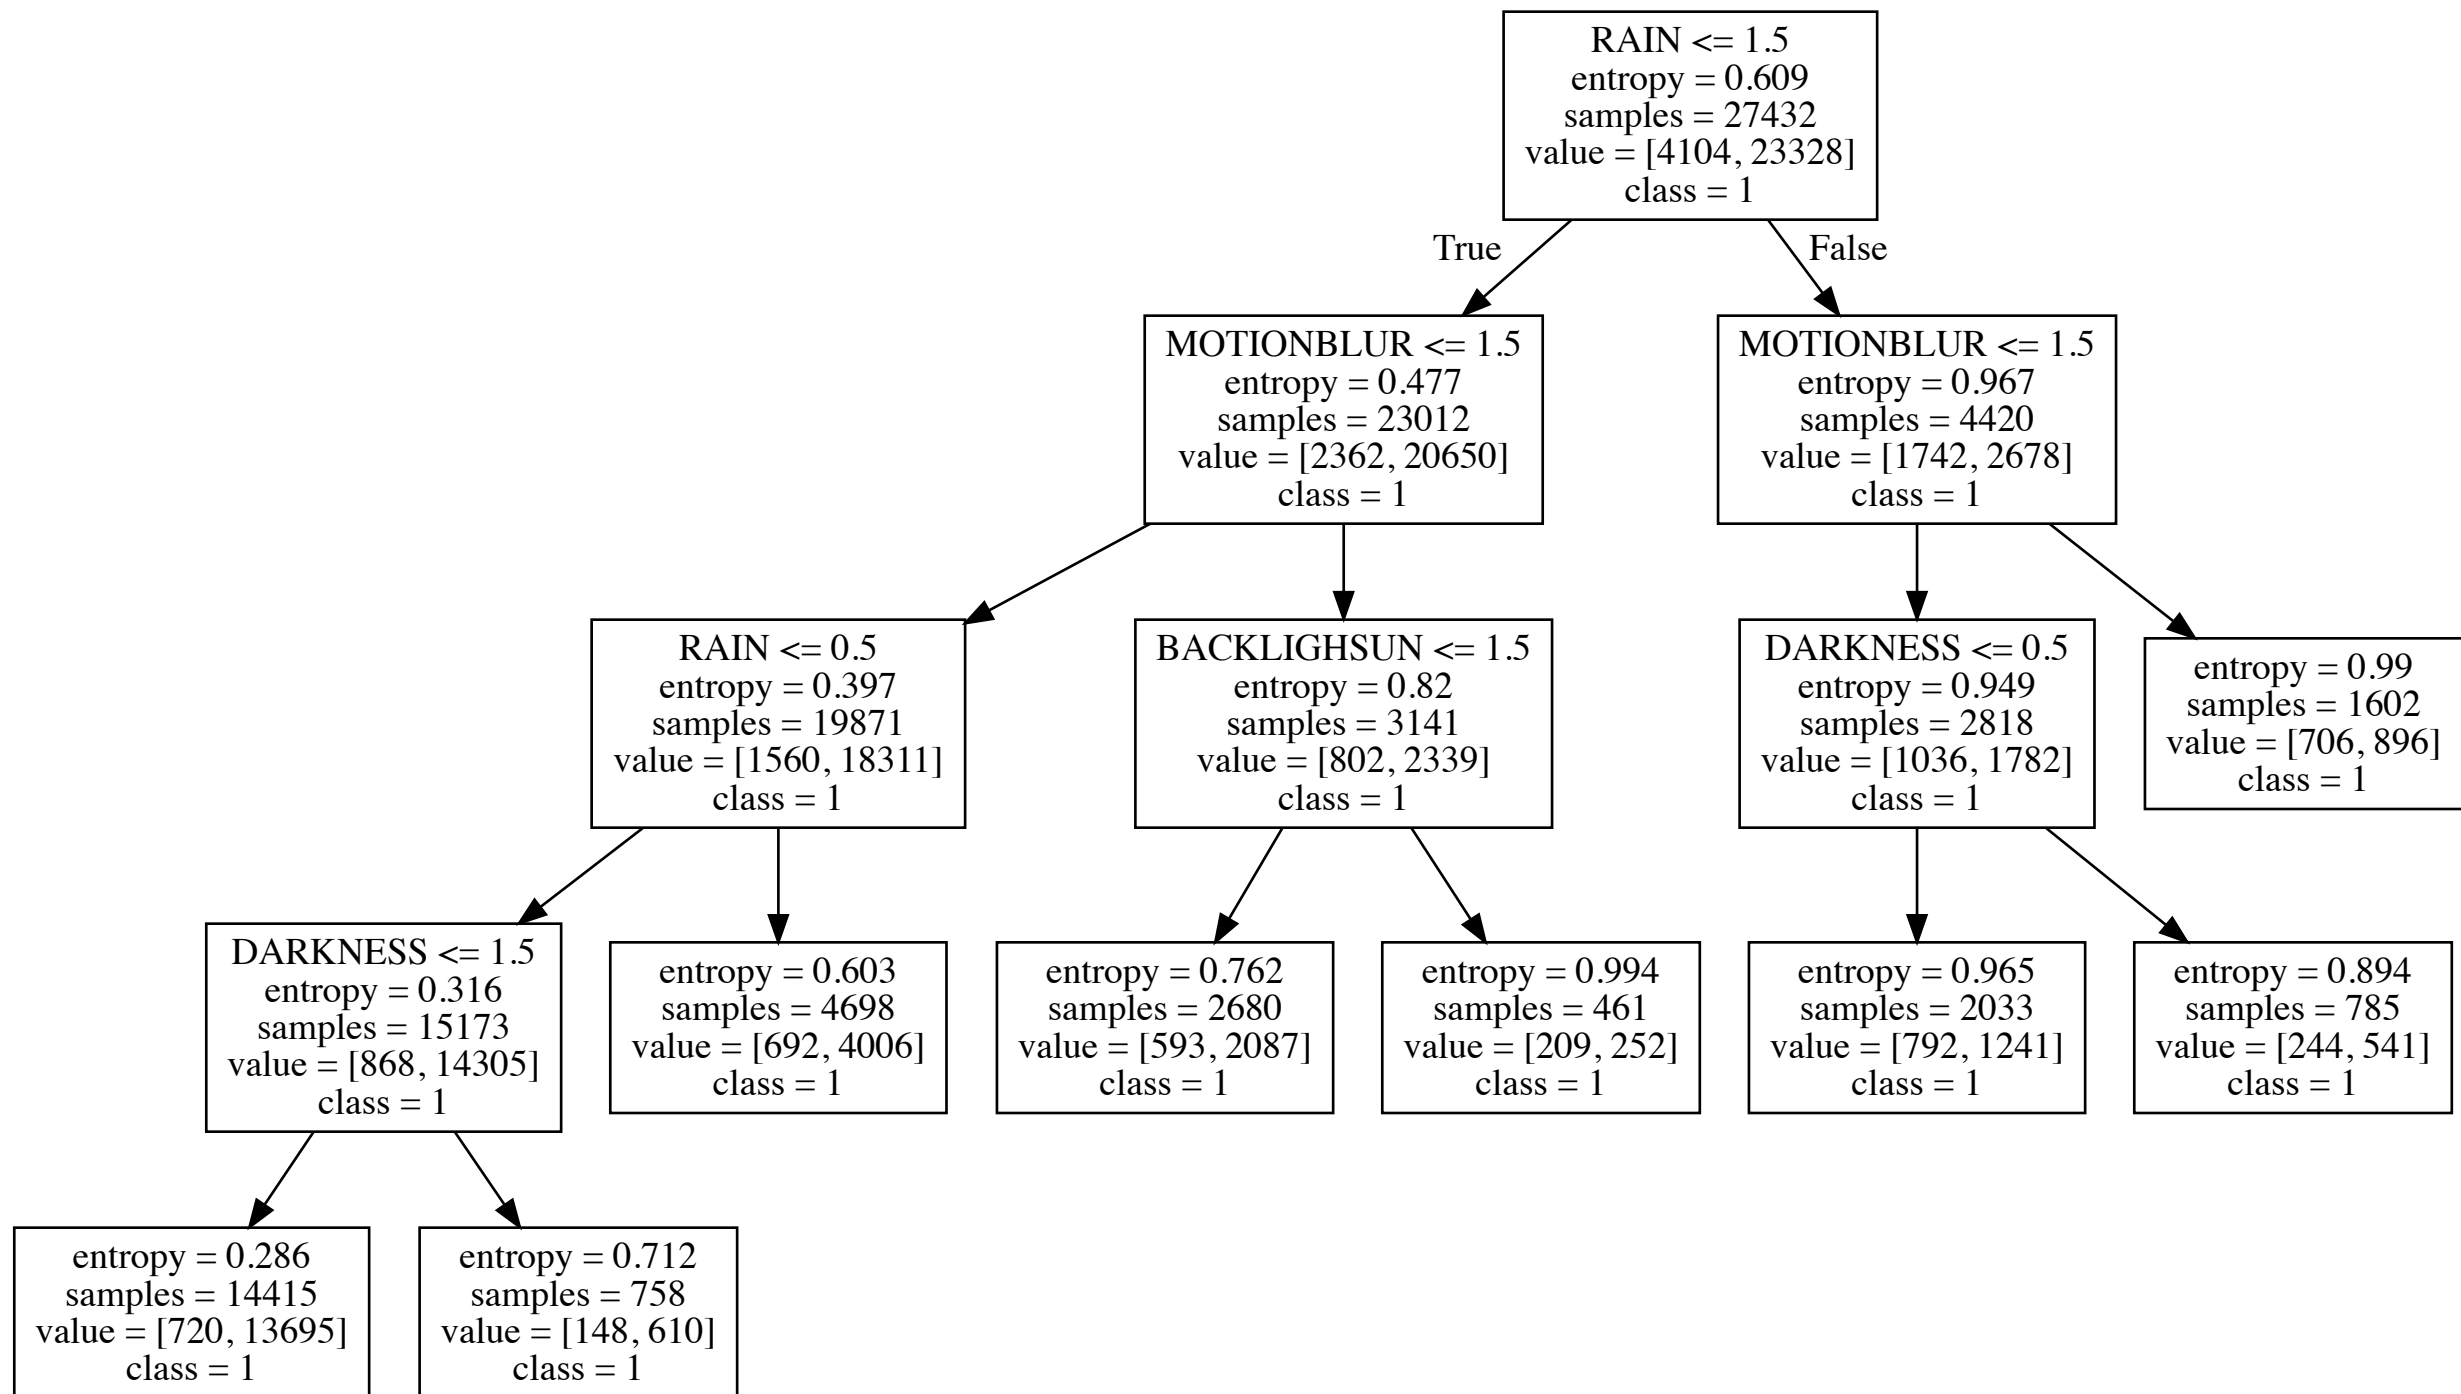 RAIN <= 1.5
entropy = 0.609
samples = 27432
value = [4104, 23328]
class = 1
True
False
MOTIONBLUR <= 1.5
entropy = 0.477
samples = 23012
value = [2362, 20650]
class = 1
MOTIONBLUR <= 1.5
entropy = 0.967
samples = 4420
value = [1742, 2678]
class = 1
RAIN <= 0.5
entropy = 0.397
samples = 19871
value = [1560, 18311]
class = 1
BACKLIGHSUN <= 1.5
entropy = 0.82
samples = 3141
value = [802, 2339]
class = 1
DARKNESS <= 0.5
entropy = 0.949
samples = 2818
value = [1036, 1782]
class = 1
entropy = 0.99
samples = 1602
value = [706, 896]
class = 1
DARKNESS <= 1.5
entropy = 0.316
samples = 15173
value = [868, 14305]
class = 1
entropy = 0.603
samples = 4698
value = [692, 4006]
class = 1
entropy = 0.762
samples = 2680
value = [593, 2087]
class = 1
entropy = 0.994
samples = 461
value = [209, 252]
class = 1
entropy = 0.965
samples = 2033
value = [792, 1241]
class = 1
entropy = 0.894
samples = 785
value = [244, 541]
class = 1
entropy = 0.286
samples = 14415
value = [720, 13695]
class = 1
entropy = 0.712
samples = 758
value = [148, 610]
class = 1